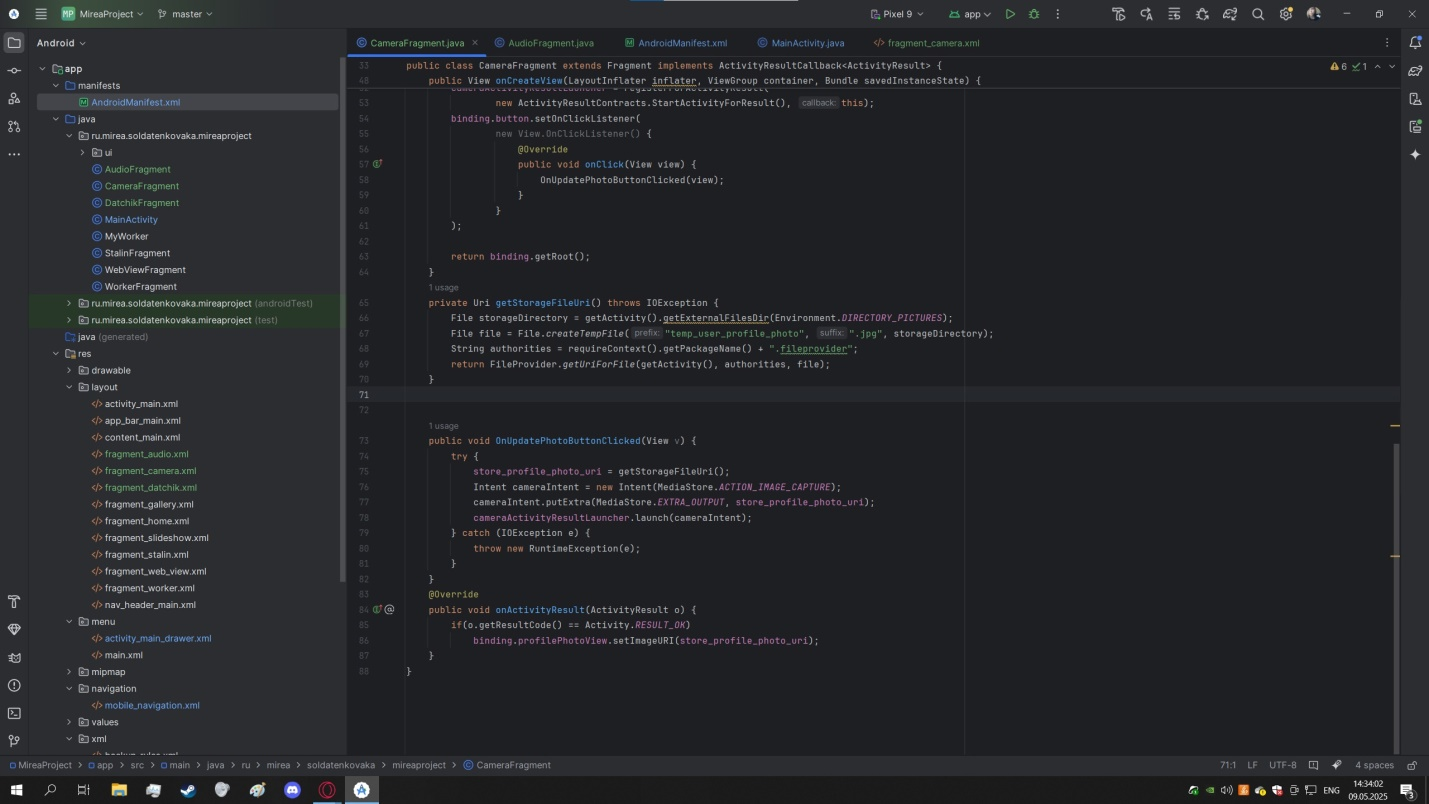 MP MireaProject master Pixel 9 app
Android
app
manifests
AndroidManifest.xml
java
ru.mirea.soldatenkovaka.mireaproject
ui
AudioFragment
CameraFragment
DatchikFragment
MainActivity
MyWorker
StalinFragment
WebViewFragment
WorkerFragment
ru.mirea.soldatenkovaka.mireaproject (androidTest)
ru.mirea.soldatenkovaka.mireaproject (test)
java (generated)
res
drawable
layout
activity_main.xml
app_bar_main.xml
content_main.xml
fragment_audio.xml
fragment_camera.xml
fragment_datchik.xml
fragment_gallery.xml
fragment_home.xml
fragment_slideshow.xml
fragment_stalin.xml
fragment_web_view.xml
fragment_worker.xml
nav_header_main.xml
menu
activity_main_drawer.xml
main.xml
mipmap
navigation
mobile_navigation.xml
values
xml
CameraFragment.java AudioFragment.java AndroidManifest.xml MainActivity.java fragment_camera.xml
6 1
33 public class CameraFragment extends Fragment implements ActivityResultCallback<ActivityResult> {
48 public View onCreateView(LayoutInflater inflater, ViewGroup container, Bundle savedInstanceState) {
53 new ActivityResultContracts.StartActivityForResult(), callback: this);
54 binding.button.setOnClickListener(
55 new View.OnClickListener() {
56 @Override
57 public void onClick(View view) {
58 OnUpdatePhotoButtonClicked(view);
59 }
60 }
61 );
62
63 return binding.getRoot();
64 }
1 usage
65 private Uri getStorageFileUri() throws IOException {
66 File storageDirectory = getActivity().getExternalFilesDir(Environment.DIRECTORY_PICTURES);
67 File file = File.createTempFile( prefix: "temp_user_profile_photo", suffix: ".jpg", storageDirectory);
68 String authorities = requireContext().getPackageName() + ".fileprovider";
69 return FileProvider.getUriForFile(getActivity(), authorities, file);
70 }
71
72
1 usage
73 public void OnUpdatePhotoButtonClicked(View v) {
74 try {
75 store_profile_photo_uri = getStorageFileUri();
76 Intent cameraIntent = new Intent(MediaStore.ACTION_IMAGE_CAPTURE);
77 cameraIntent.putExtra(MediaStore.EXTRA_OUTPUT, store_profile_photo_uri);
78 cameraActivityResultLauncher.launch(cameraIntent);
79 } catch (IOException e) {
80 throw new RuntimeException(e);
81 }
82 }
83 @Override
84 public void onActivityResult(ActivityResult o) {
85 if(o.getResultCode() == Activity.RESULT_OK)
86 binding.profilePhotoView.setImageURI(store_profile_photo_uri);
87 }
88 }
MireaProject > app > src > main > java > ru > mirea > soldatenkovaka > mireaproject > CameraFragment
71:1 LF UTF-8 4 spaces
ENG
14:34:02
09.05.2025
3